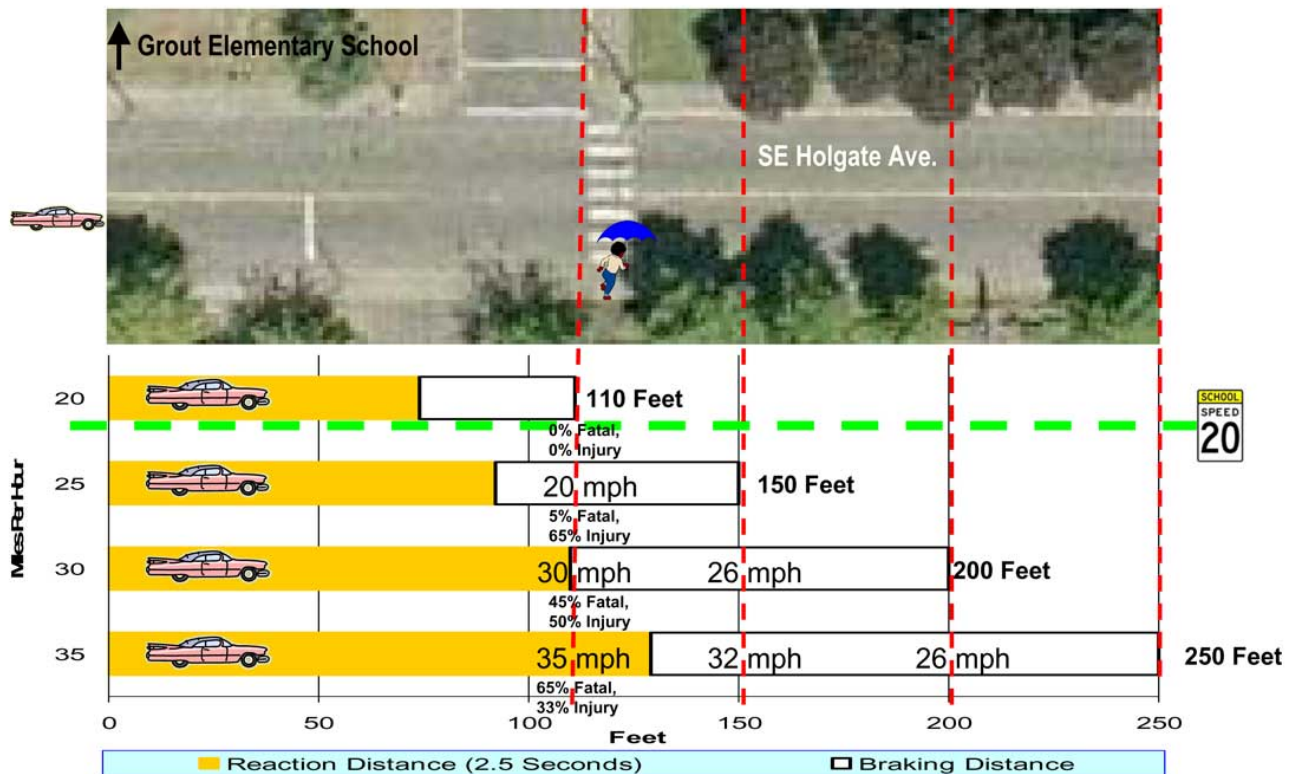 Grout Elementary School
SE Holgate Ave.
20
110 Feet
SCHOOL
SPEED
20
0% Fatal,
0% Injury
25
20 mph
150 Feet
5% Fatal,
65% Injury
Miles Per Hour
30
30 mph
26 mph
200 Feet
45% Fatal,
50% Injury
35
35 mph
32 mph
26 mph
250 Feet
65% Fatal,
33% Injury
0
50
100
150
200
250
Feet
Reaction Distance (2.5 Seconds)
Braking Distance